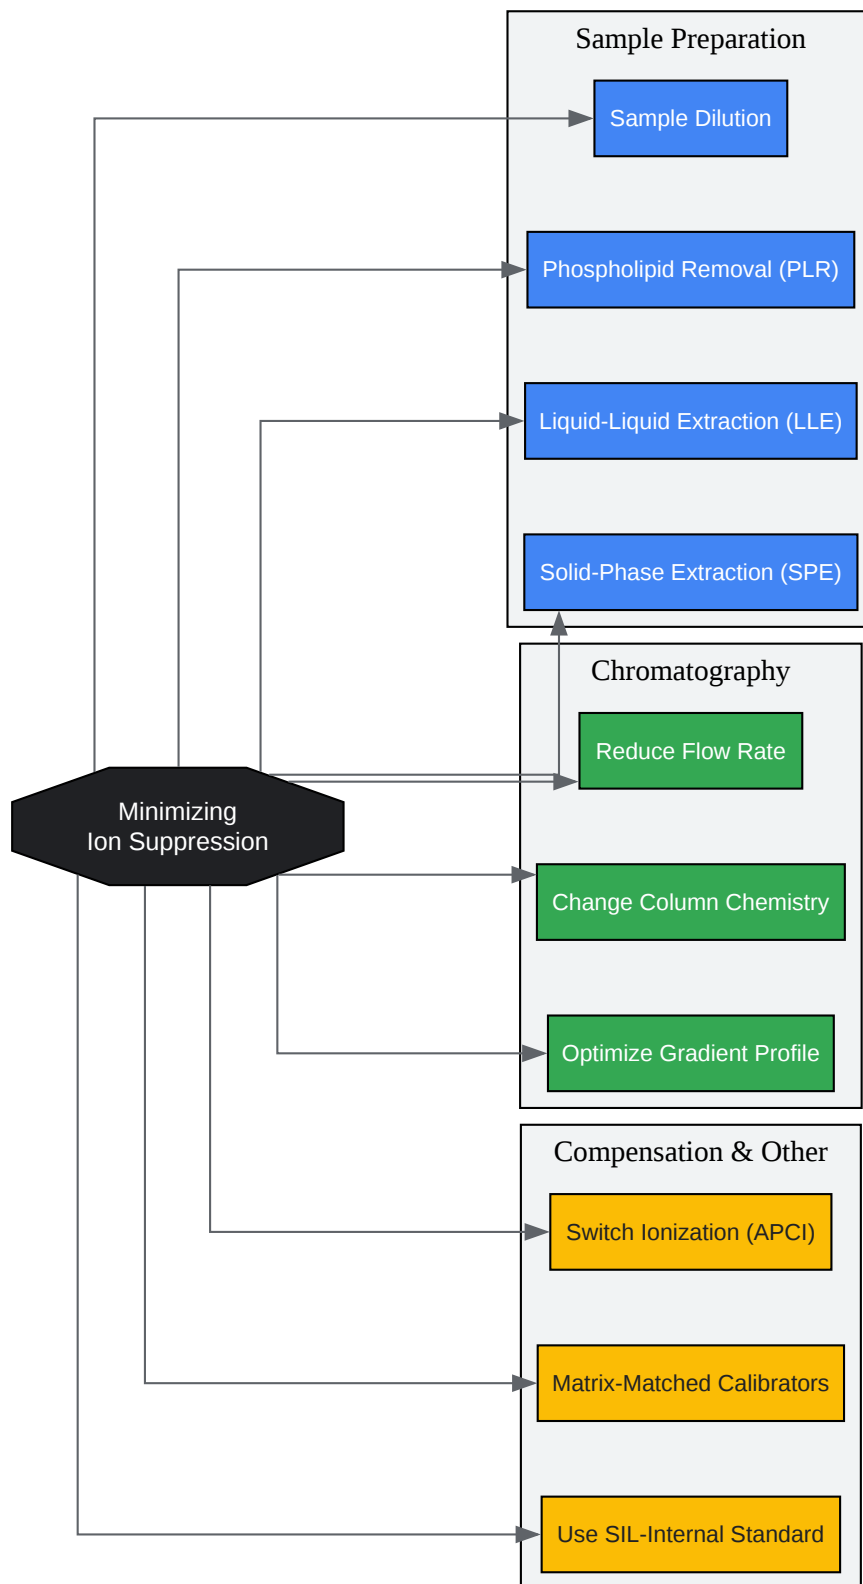 Sample Preparation
Sample Dilution
Phospholipid Removal (PLR)
Liquid-Liquid Extraction (LLE)
Solid-Phase Extraction (SPE)
Chromatography
Reduce Flow Rate
Minimizing
Ion Suppression
Change Column Chemistry
Optimize Gradient Profile
Compensation & Other
Switch Ionization (APCI)
Matrix-Matched Calibrators
Use SIL-Internal Standard